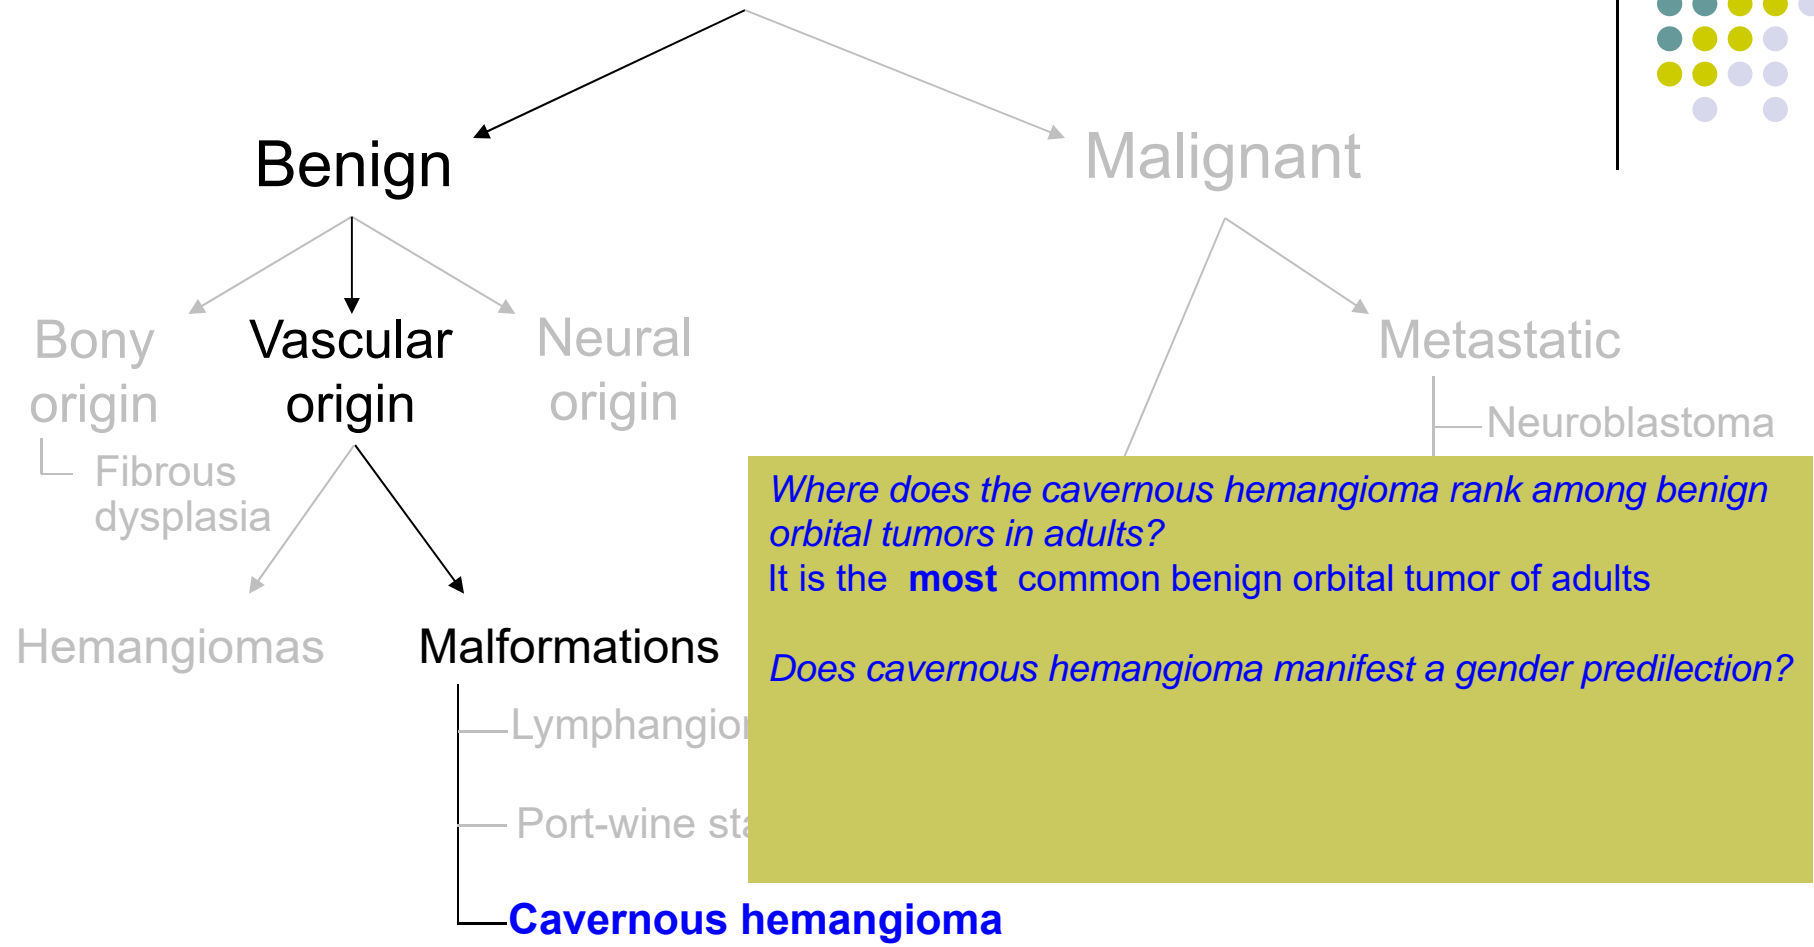 Benign
Malignant
Bony
origin
Vascular
origin
Neural
origin
Metastatic
Neuroblastoma
Fibrous
dysplasia
Where does the cavernous hemangioma rank among benign
orbital tumors in adults?
It is the most common benign orbital tumor of adults
Does cavernous hemangioma manifest a gender predilection?
Hemangiomas
Malformations
Port-wine
Cavernous hemangioma